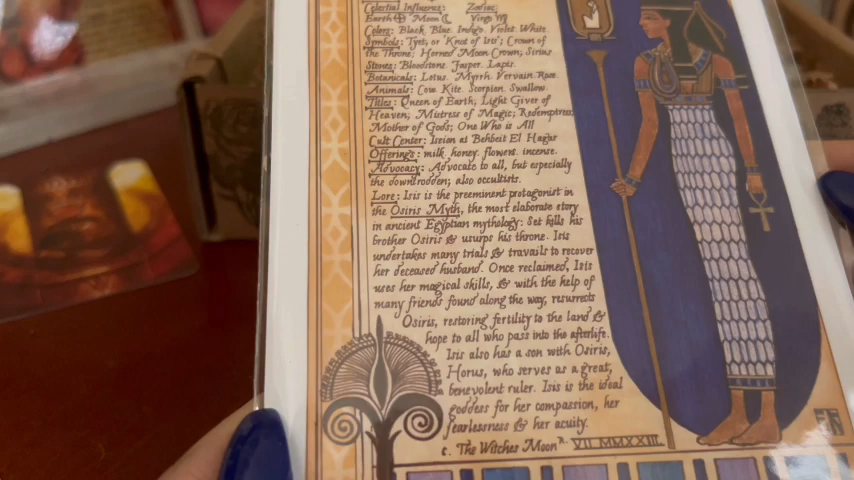 Celestial Influence: Zodiac:
Earth Moon Virgo
Colors: Black. Blue. Indigo. Violet. White.
Symbols: Tyet, or 'Knot of Isis'; Crown of
the Throne; Horned Moon Crown; Sirius
Stones: Bloodstone. Jasper. Lapis.
Botanicals: Lotus. Myrrh. Vervain. Rose.
Animals: Cow. Kite. Scorpion. Swallow.
Titles: Queen of Earth; Light Giver of
Heaven; Mistress of Magic; Redemptress;
Mother of Gods; One Who is All
Cult Center: Iseion at Behbeit El Hagar
Offerings: milk. honey. flowers. incense.
Advocacy: Advocate to all, but especially
the downtrodden; also occultists.
Lore: Isis is the preeminent protagonist in
the Osiris Myth, the most elaborate story
in ancient Egyptian mythology: Set kills his
brother Osiris & usurps his throne. Isis
undertakes many trials & travails to recover
her deceased husband. Once reclaimed, Isis
uses her magical skills, & with the help of
many friends found along the way, resurrects
Osiris, restoring fertility to the land &
hope to all who pass into the afterlife.
Isis also has a son with Osiris,
Horus, who serves as a great,
benevolent ruler. Isis is the ideal
goddess for her compassion, her
fearlessness & her acuity.
c. The Witches Moon R. VII MMXXIII.